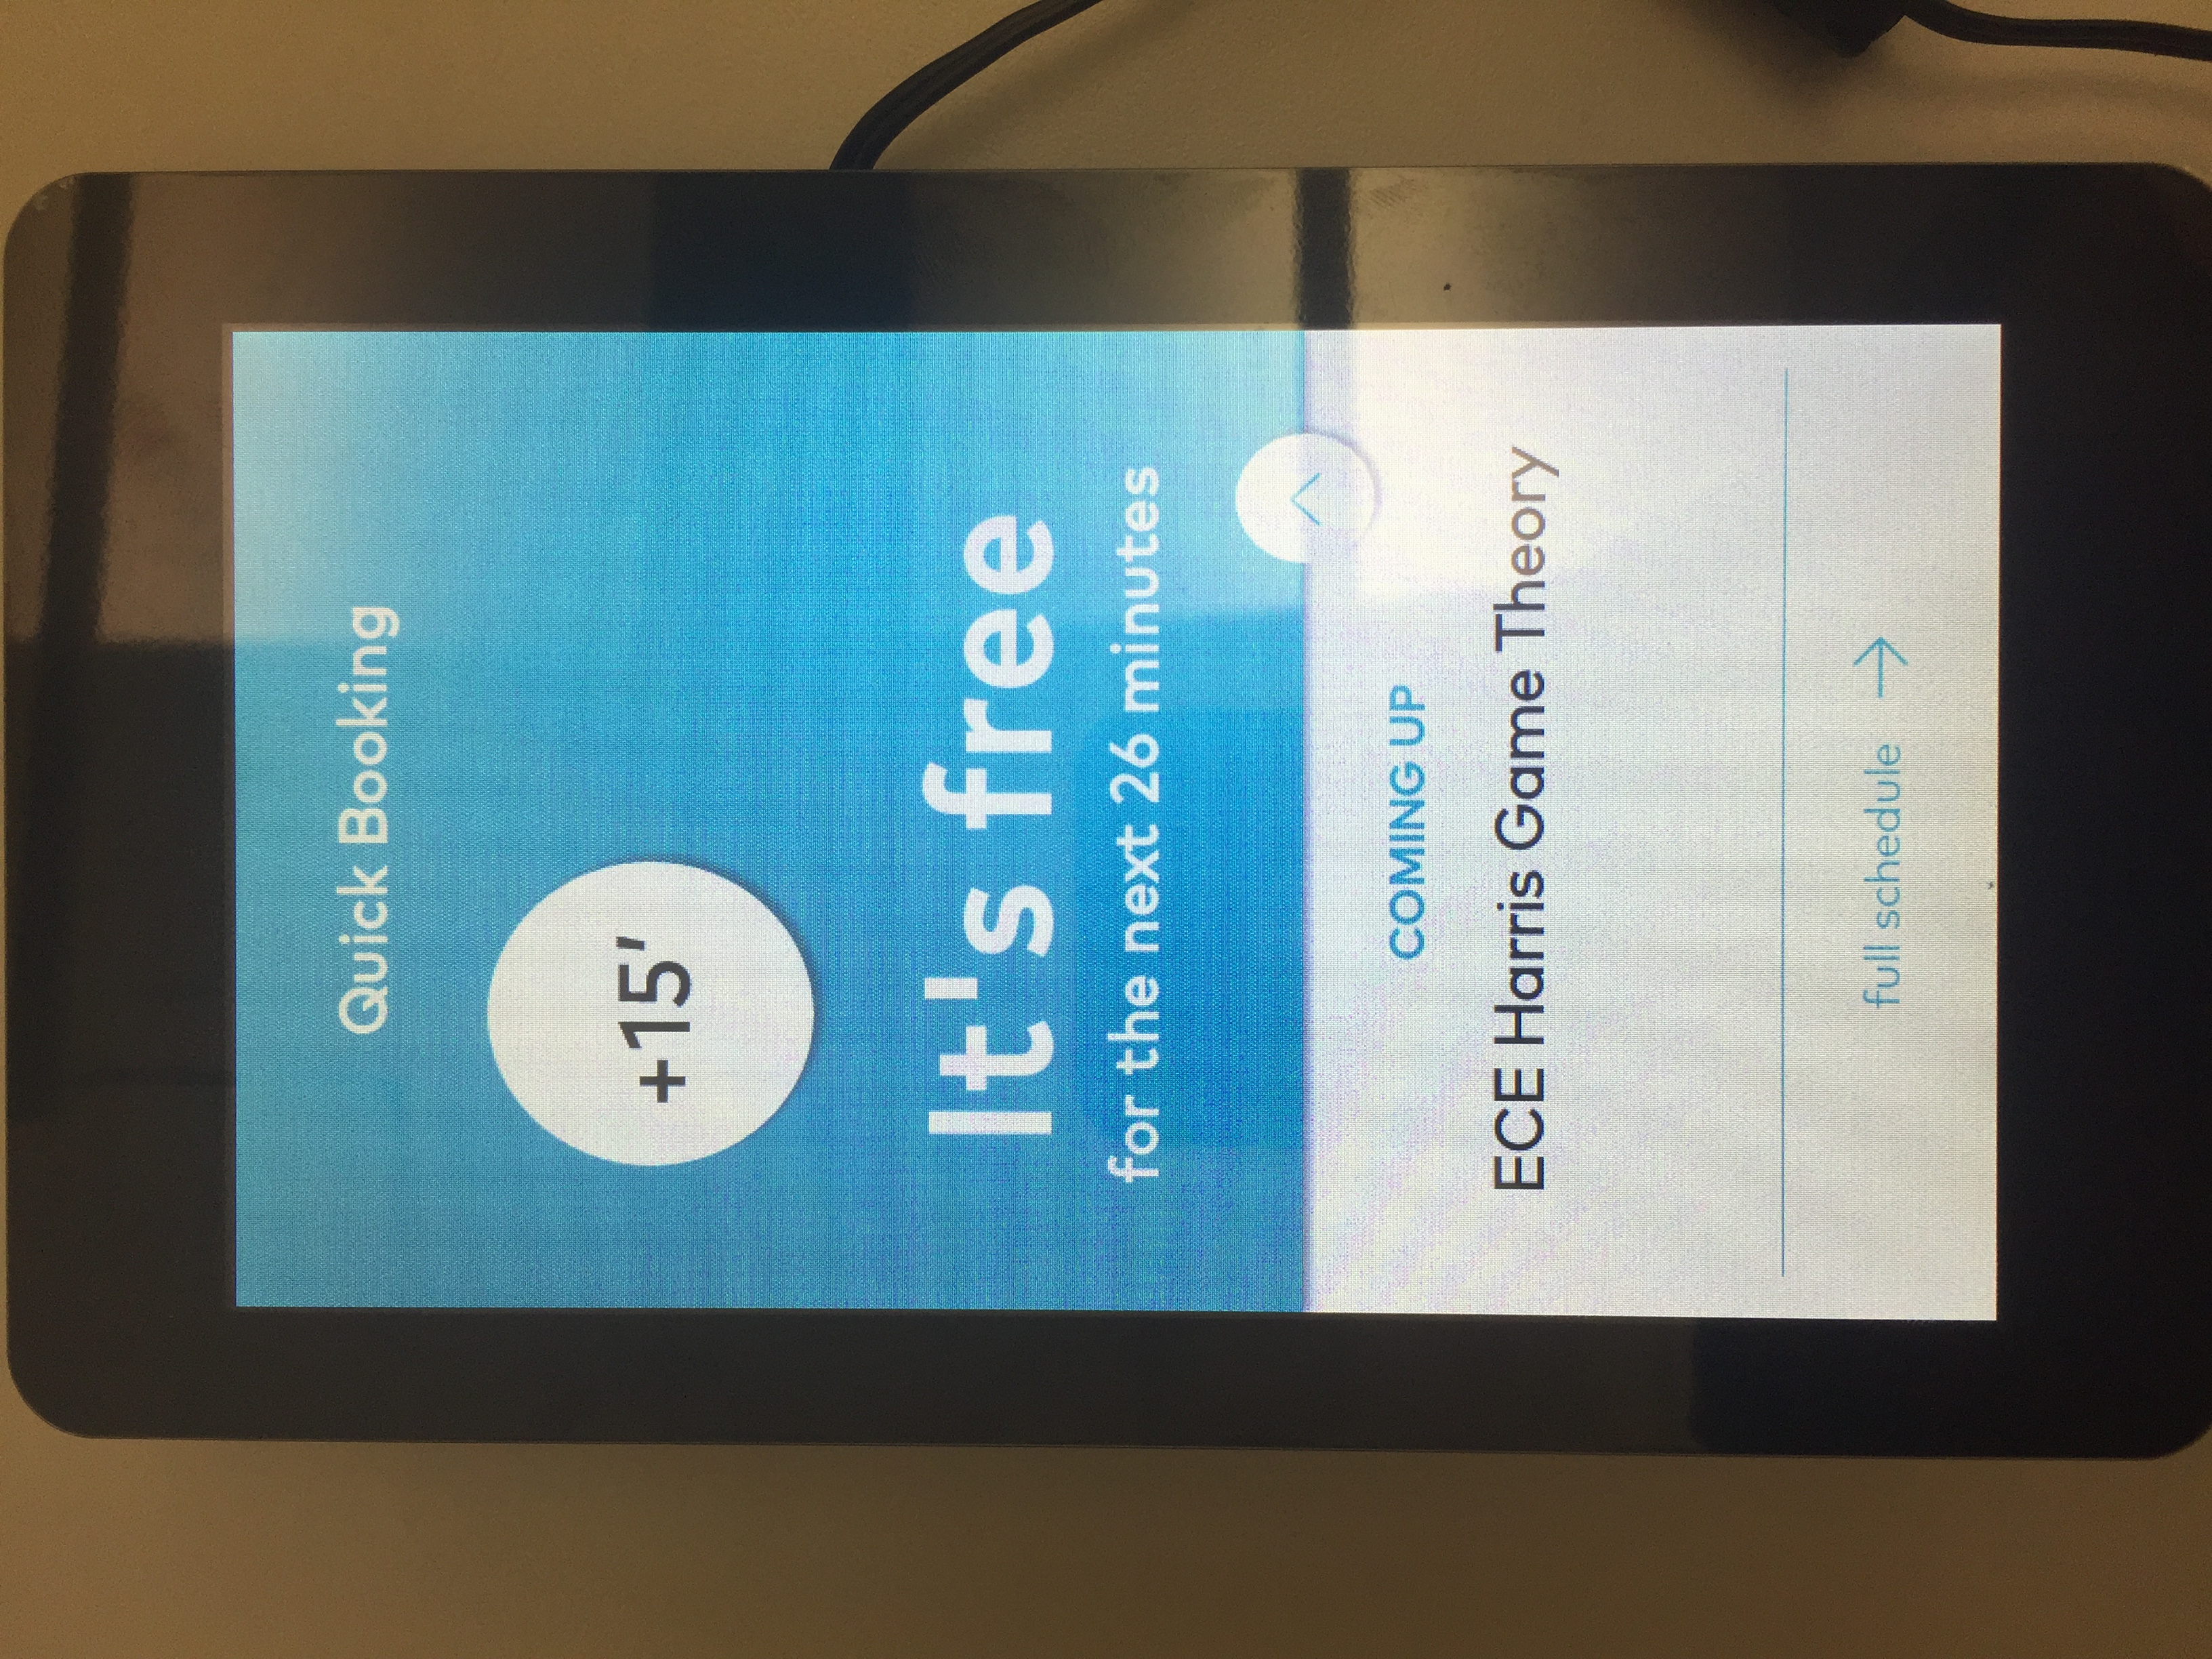 Quick Booking
+15'
It's free
for the next 26 minutes
COMING UP
ECE Harris Game Theory
full schedule →